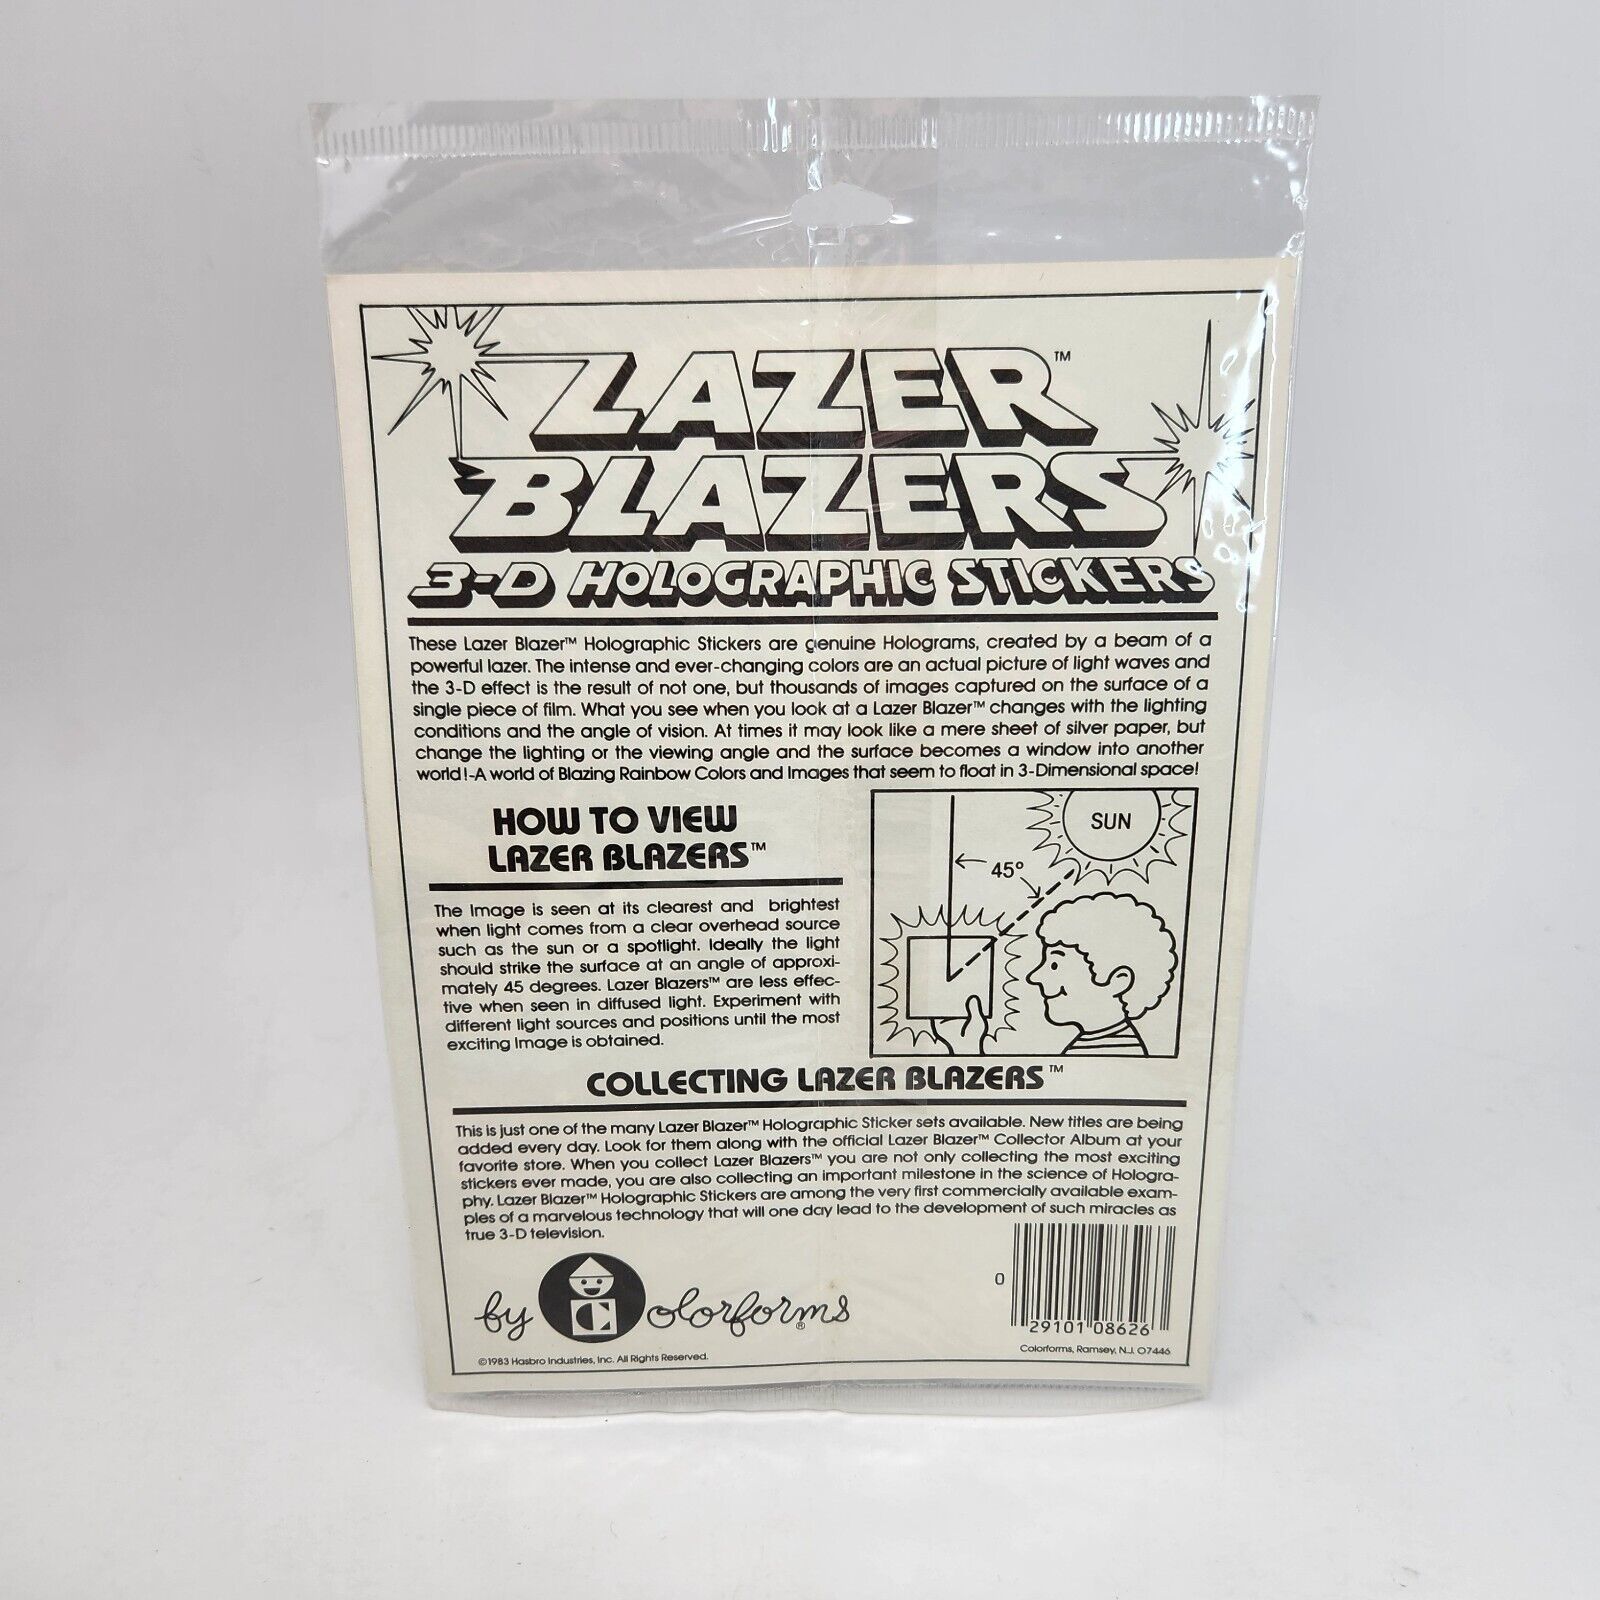 LAZER™
BLAZERS
3-D HOLOGRAPHIC STICKERS
These Lazer Blazer™ Holographic Stickers are genuine Holograms, created by a beam of a
powerful lazer. The intense and ever-changing colors are an actual picture of light waves and
the 3-D effect is the result of not one, but thousands of images captured on the surface of a
single piece of film. What you see when you look at a Lazer Blazer™ changes with the lighting
conditions and the angle of vision. At times it may look like a mere sheet of silver paper, but
change the lighting or the viewing angle and the surface becomes a window into another
world!-A world of Blazing Rainbow Colors and Images that seem to float in 3-Dimensional space!
HOW TO VIEW
LAZER BLAZERS™
The Image is seen at its clearest and brightest
when light comes from a clear overhead source
such as the sun or a spotlight. Ideally the light
should strike the surface at an angle of approxi-
mately 45 degrees. Lazer Blazers™ are less effec-
tive when seen in diffused light. Experiment with
different light sources and positions until the most
exciting Image is obtained.
SUN
45°
COLLECTING LAZER BLAZERS™
This is just one of the many Lazer Blazer™ Holographic Sticker sets available. New titles are being
added every day. Look for them along with the official Lazer Blazer™ Collector Album at your
favorite store. When you collect Lazer Blazers™ you are not only collecting the most exciting
stickers ever made, you are also collecting an important milestone in the science of Hologra-
phy. Lazer Blazer™ Holographic Stickers are among the very first commercially available exam-
ples of a marvelous technology that will one day lead to the development of such miracles as
true 3-D television.
by Colorforms®
©1983 Hasbro Industries, Inc. All Rights Reserved.
0 29101 08626
Colorforms, Ramsey, N.J. 07446